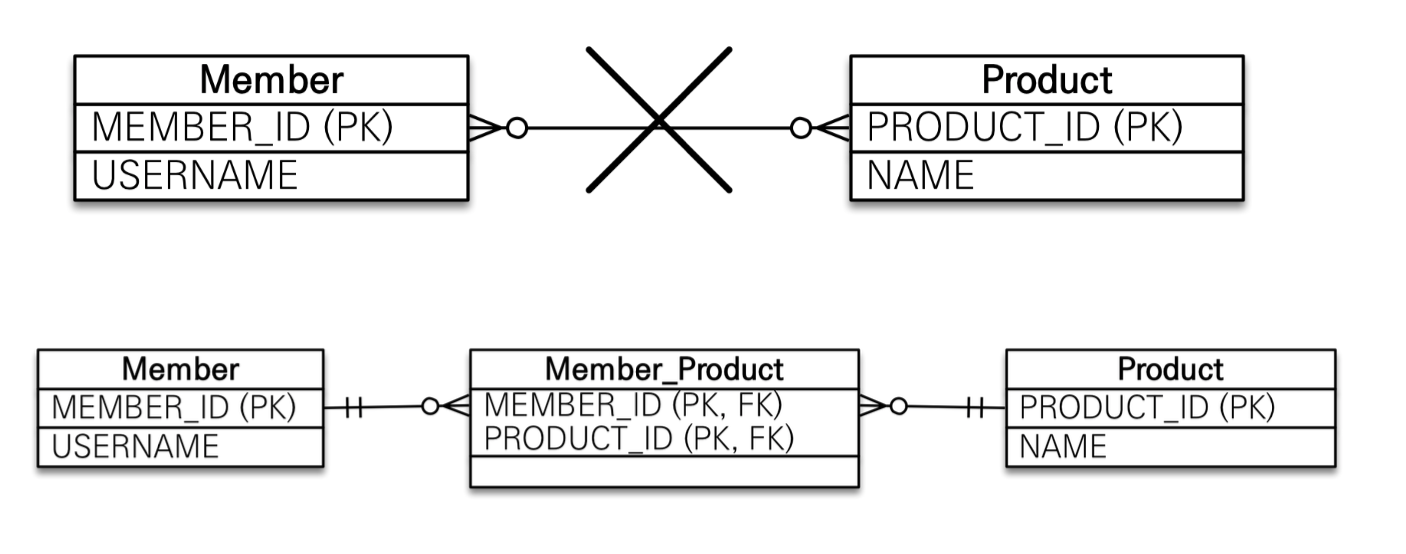 Member
MEMBER_ID (PK)
USERNAME
Product
PRODUCT_ID (PK)
NAME
Member
MEMBER_ID (PK)
USERNAME
Member_Product
MEMBER_ID (PK, FK)
PRODUCT_ID (PK, FK)
Product
PRODUCT_ID (PK)
NAME